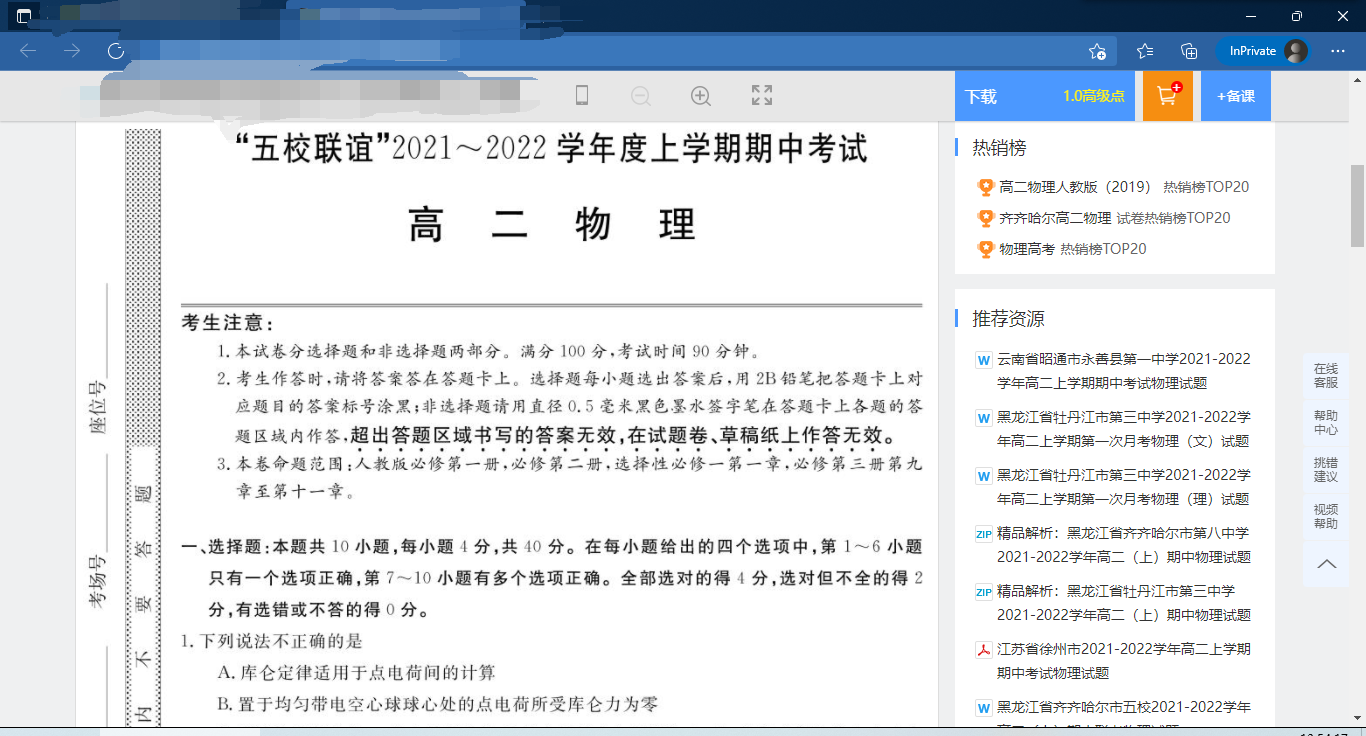 InPrivate
下载
1.0高级点
+备课
“五校联谊”2021～2022 学年度上学期期中考试
高 二 物 理
考生注意：
1. 本试卷分选择题和非选择题两部分。满分 100 分，考试时间 90 分钟。
2. 考生作答时，请将答案答在答题卡上。选择题每小题选出答案后，用 2B 铅笔把答题卡上对
应题目的答案标号涂黑；非选择题请用直径 0.5 毫米黑色墨水签字笔在答题卡上各题的答
题区域内作答，超出答题区域书写的答案无效，在试题卷、草稿纸上作答无效。
3. 本卷命题范围：人教版必修第一册，必修第二册，选择性必修一第一章，必修第三册第九
章至第十一章。
一、选择题：本题共 10 小题，每小题 4 分，共 40 分。在每小题给出的四个选项中，第 1～6 小题
只有一个选项正确，第 7～10 小题有多个选项正确。全部选对的得 4 分，选对但不全的得 2
分，有选错或不答的得 0 分。
1. 下列说法不正确的是
A. 库仑定律适用于点电荷间的计算
B. 置于均匀带电空心球球心处的点电荷所受库仑力为零
座位号
考场号
题
答
要
不
内
热销榜
高二物理人教版（2019） 热销榜TOP20
齐齐哈尔高二物理 试卷热销榜TOP20
物理高考 热销榜TOP20
推荐资源
云南省昭通市永善县第一中学2021-2022
学年高二上学期期中考试物理试题
黑龙江省牡丹江市第三中学2021-2022学
年高二上学期第一次月考物理（文）试题
黑龙江省牡丹江市第三中学2021-2022学
年高二上学期第一次月考物理（理）试题
ZIP
精品解析：黑龙江省齐齐哈尔市第八中学
2021-2022学年高二（上）期中物理试题
ZIP
精品解析：黑龙江省牡丹江市第三中学
2021-2022学年高二（上）期中物理试题
江苏省徐州市2021-2022学年高二上学期
期中考试物理试题
黑龙江省齐齐哈尔市五校2021-2022学年
在线
客服
帮助
中心
挑错
建议
视频
帮助